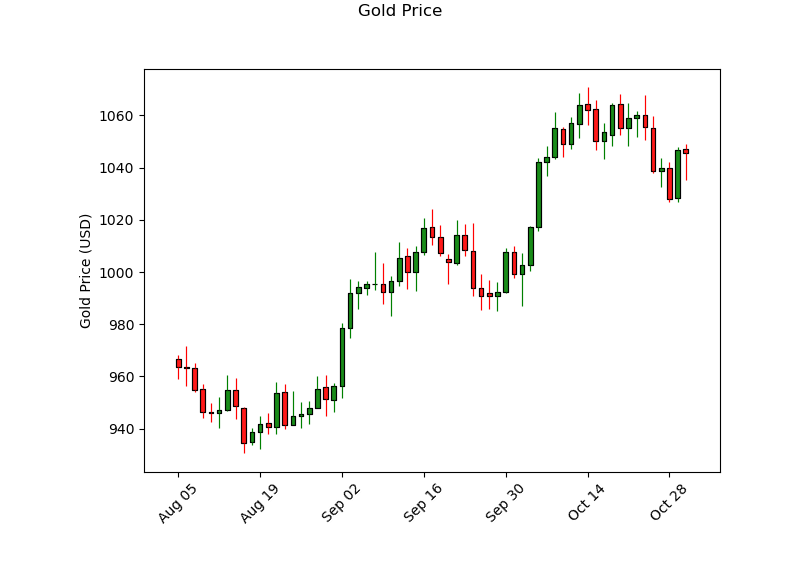 Gold Price
Gold Price (USD)
1060
1040
1020
1000
980
960
940
Aug 05
Aug 19
Sep 02
Sep 16
Sep 30
Oct 14
Oct 28